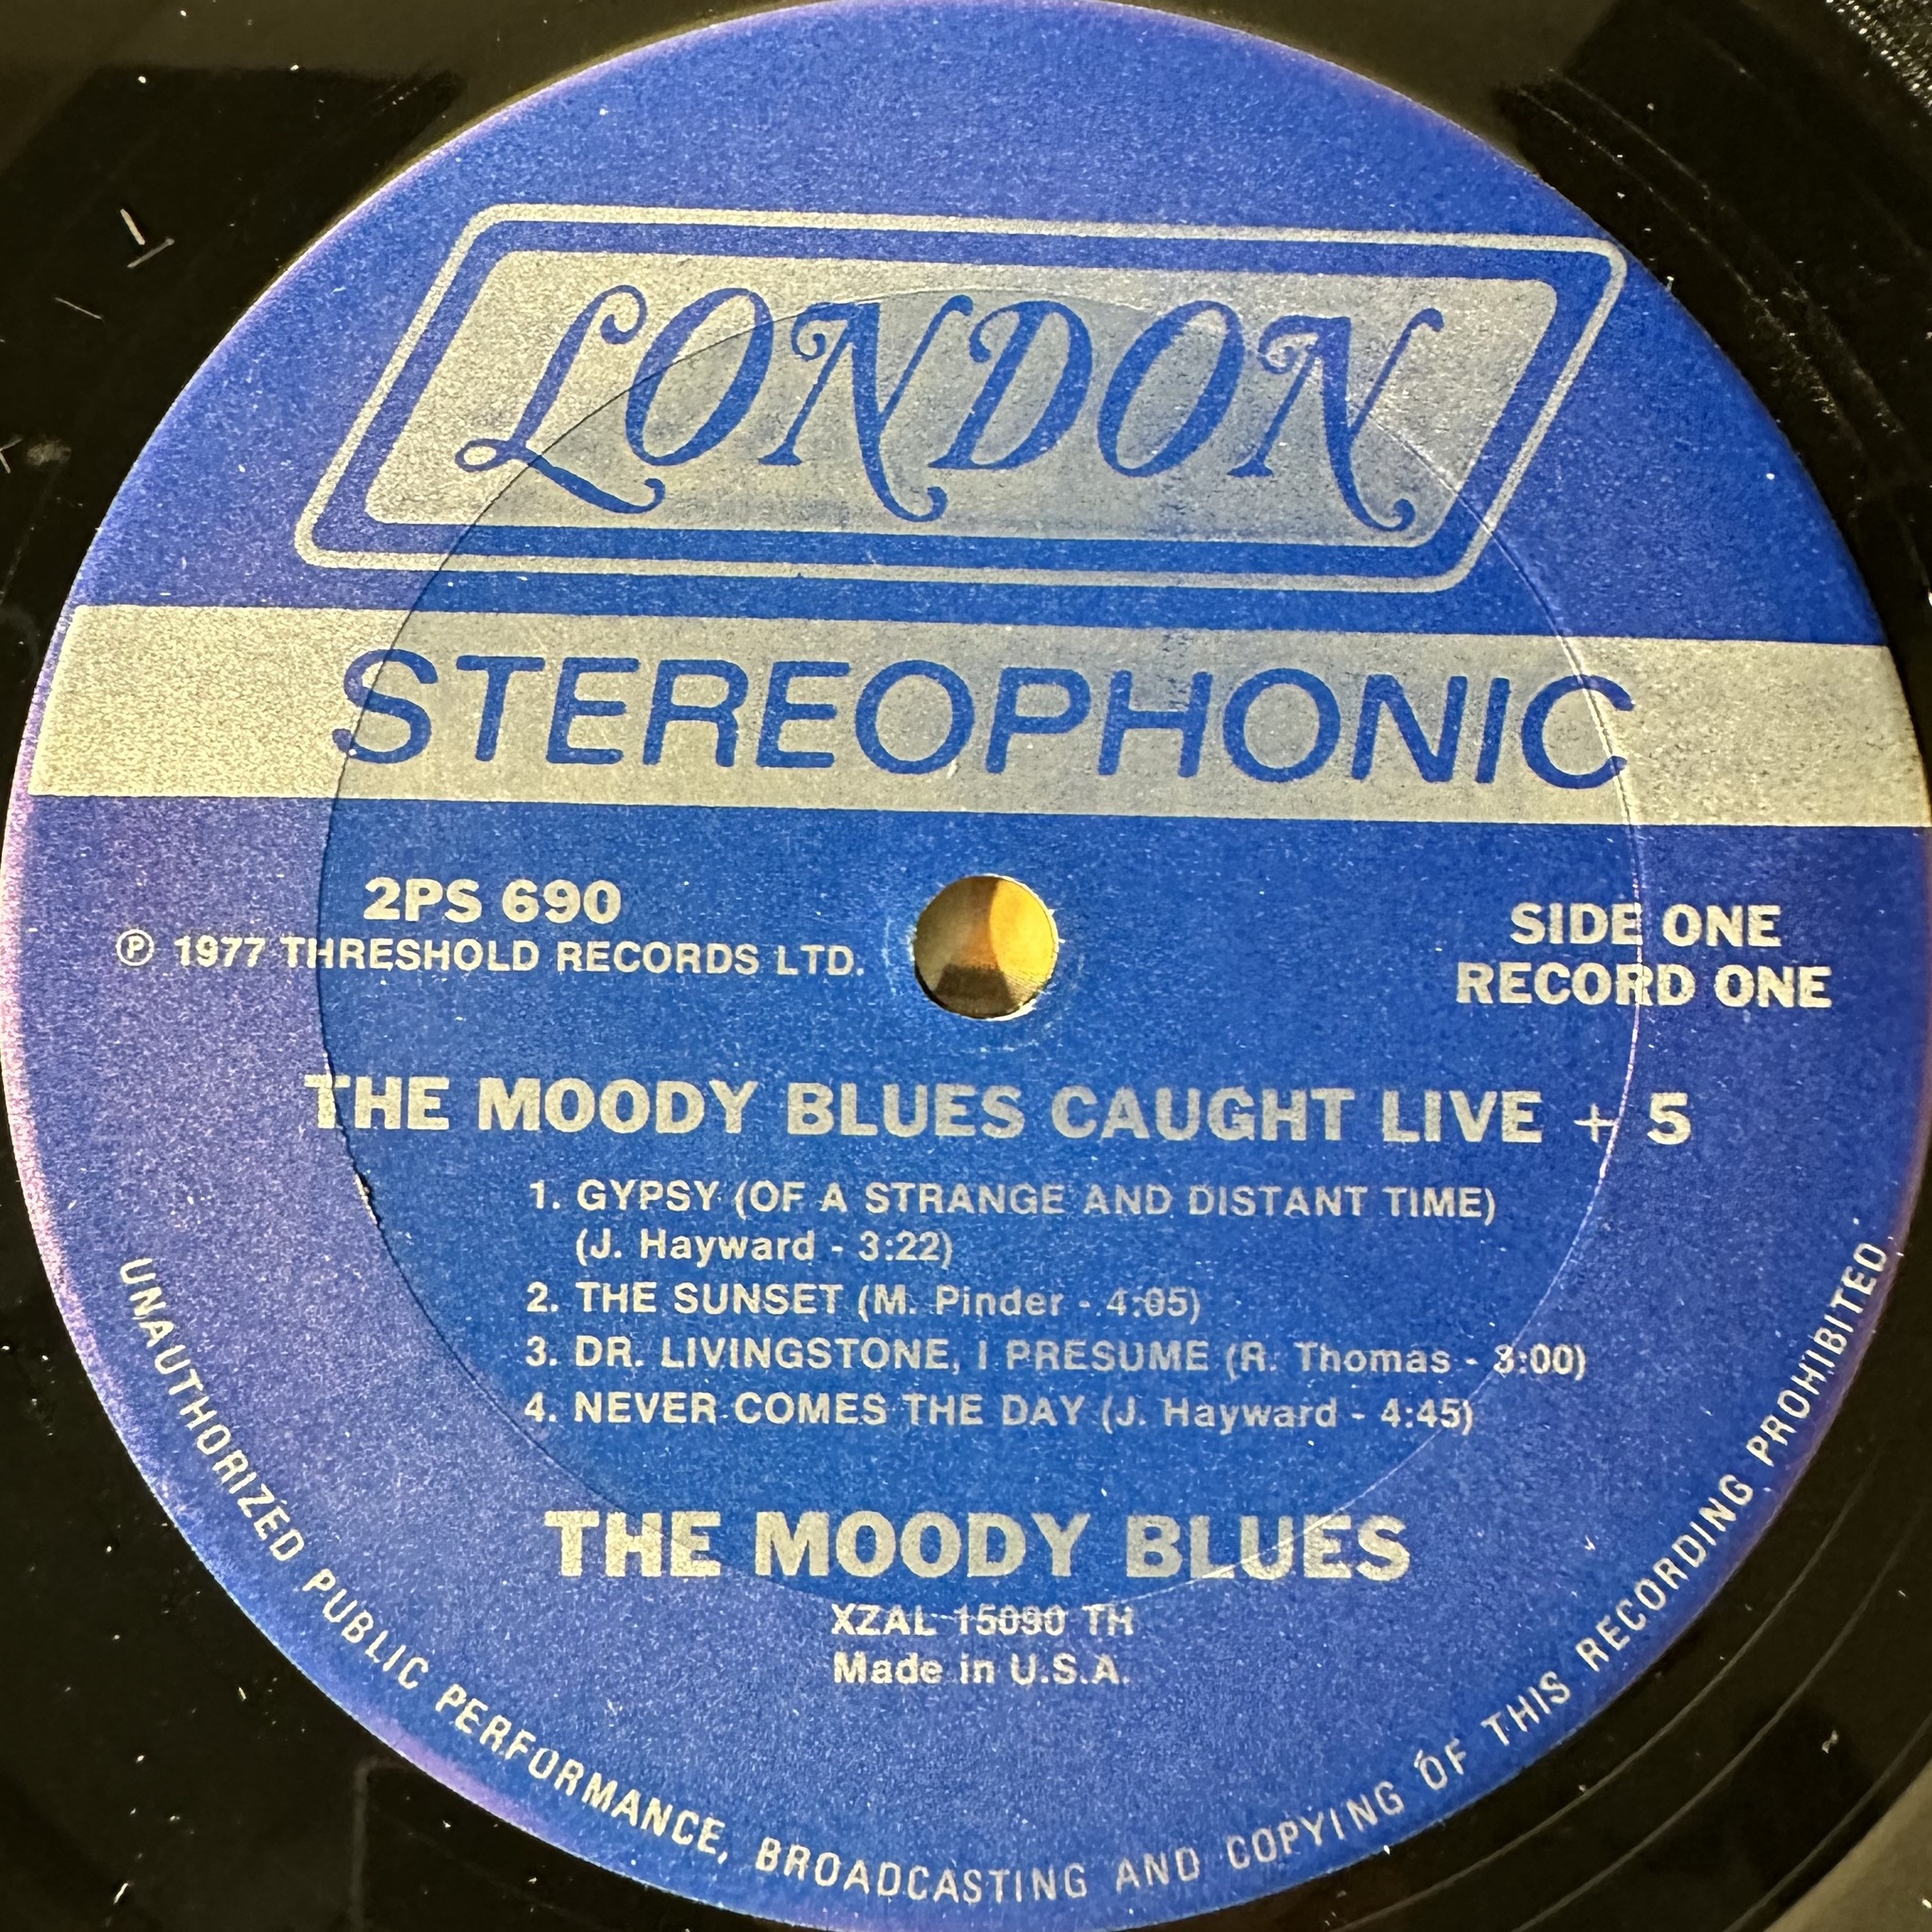 LONDON
STEREOPHONIC
2PS 690
℗ 1977 THRESHOLD RECORDS LTD.
SIDE ONE
RECORD ONE
THE MOODY BLUES CAUGHT LIVE + 5
1. GYPSY (OF A STRANGE AND DISTANT TIME)
(J. Hayward - 3:22)
2. THE SUNSET (M. Pinder - 4:05)
3. DR. LIVINGSTONE, I PRESUME (R. Thomas - 3:00)
4. NEVER COMES THE DAY (J. Hayward - 4:45)
THE MOODY BLUES
XZAL 15090 TH
Made in U.S.A.
UNAUTHORIZED PUBLIC PERFORMANCE, BROADCASTING AND COPYING OF THIS RECORDING PROHIBITED